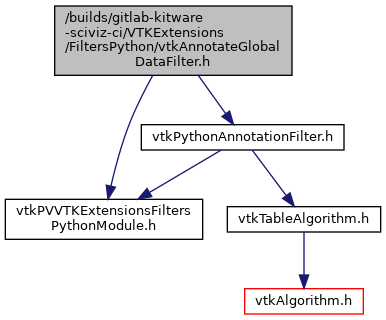 /builds/gitlab-kitware
-sciviz-ci/VTKExtensions
/FiltersPython/vtkAnnotateGlobal
DataFilter.h
vtkPythonAnnotationFilter.h
vtkPVVTKExtensionsFilters
PythonModule.h
vtkTableAlgorithm.h
vtkAlgorithm.h